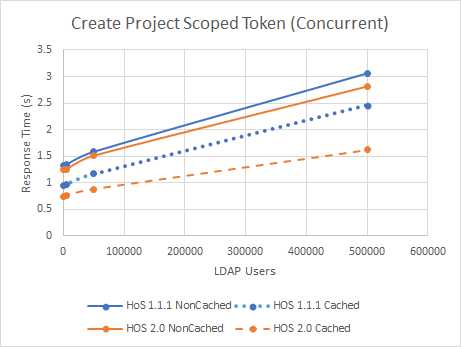 Create Project Scoped Token (Concurrent)
3.5
3
2.5
2
1.5
1
0.5
0
Response Time (s)
0 100000 200000 300000 400000 500000 600000
LDAP Users
HoS 1.1.1 NonCached HOS 1.1.1 Cached
HOS 2.0 NonCached HOS 2.0 Cached